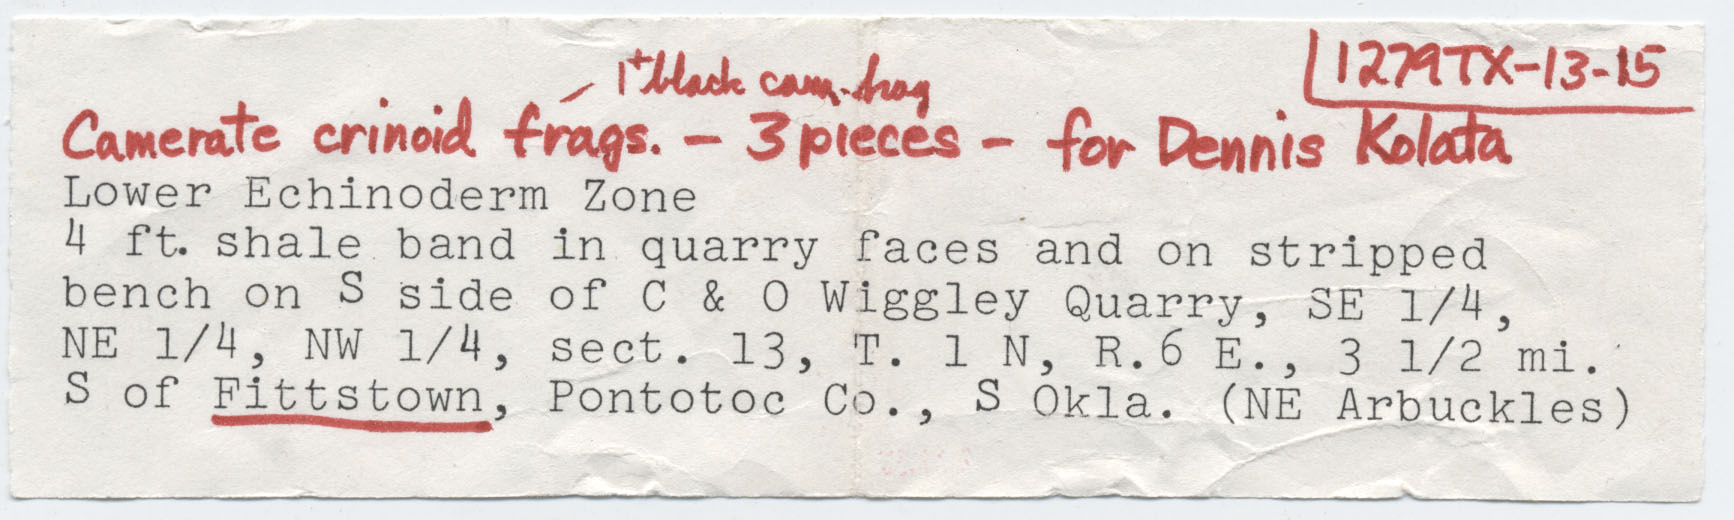 1279TX-13-15
1+ black cam. frag
Camerate crinoid frags. - 3 pieces - for Dennis Kolata
Lower Echinoderm Zone
4 ft. shale band in quarry faces and on stripped
bench on S side of C & O Wiggley Quarry, SE 1/4,
NE 1/4, NW 1/4, sect. 13, T. 1 N, R.6 E., 3 1/2 mi.
S of Fittstown, Pontotoc Co., S Okla. (NE Arbuckles)